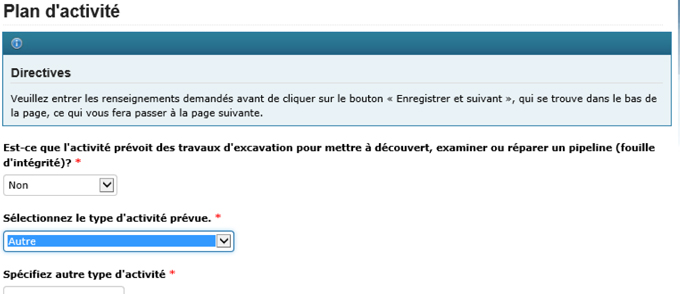 Plan d'activité
Directives
Veuillez entrer les renseignements demandés avant de cliquer sur le bouton « Enregistrer et suivant », qui se trouve dans le bas de
la page, ce qui vous fera passer à la page suivante.
Est-ce que l'activité prévoit des travaux d'excavation pour mettre à découvert, examiner ou réparer un pipeline (fouille
d'intégrité)? *
Non
Sélectionnez le type d'activité prévue. *
Autre
Spécifiez autre type d'activité *